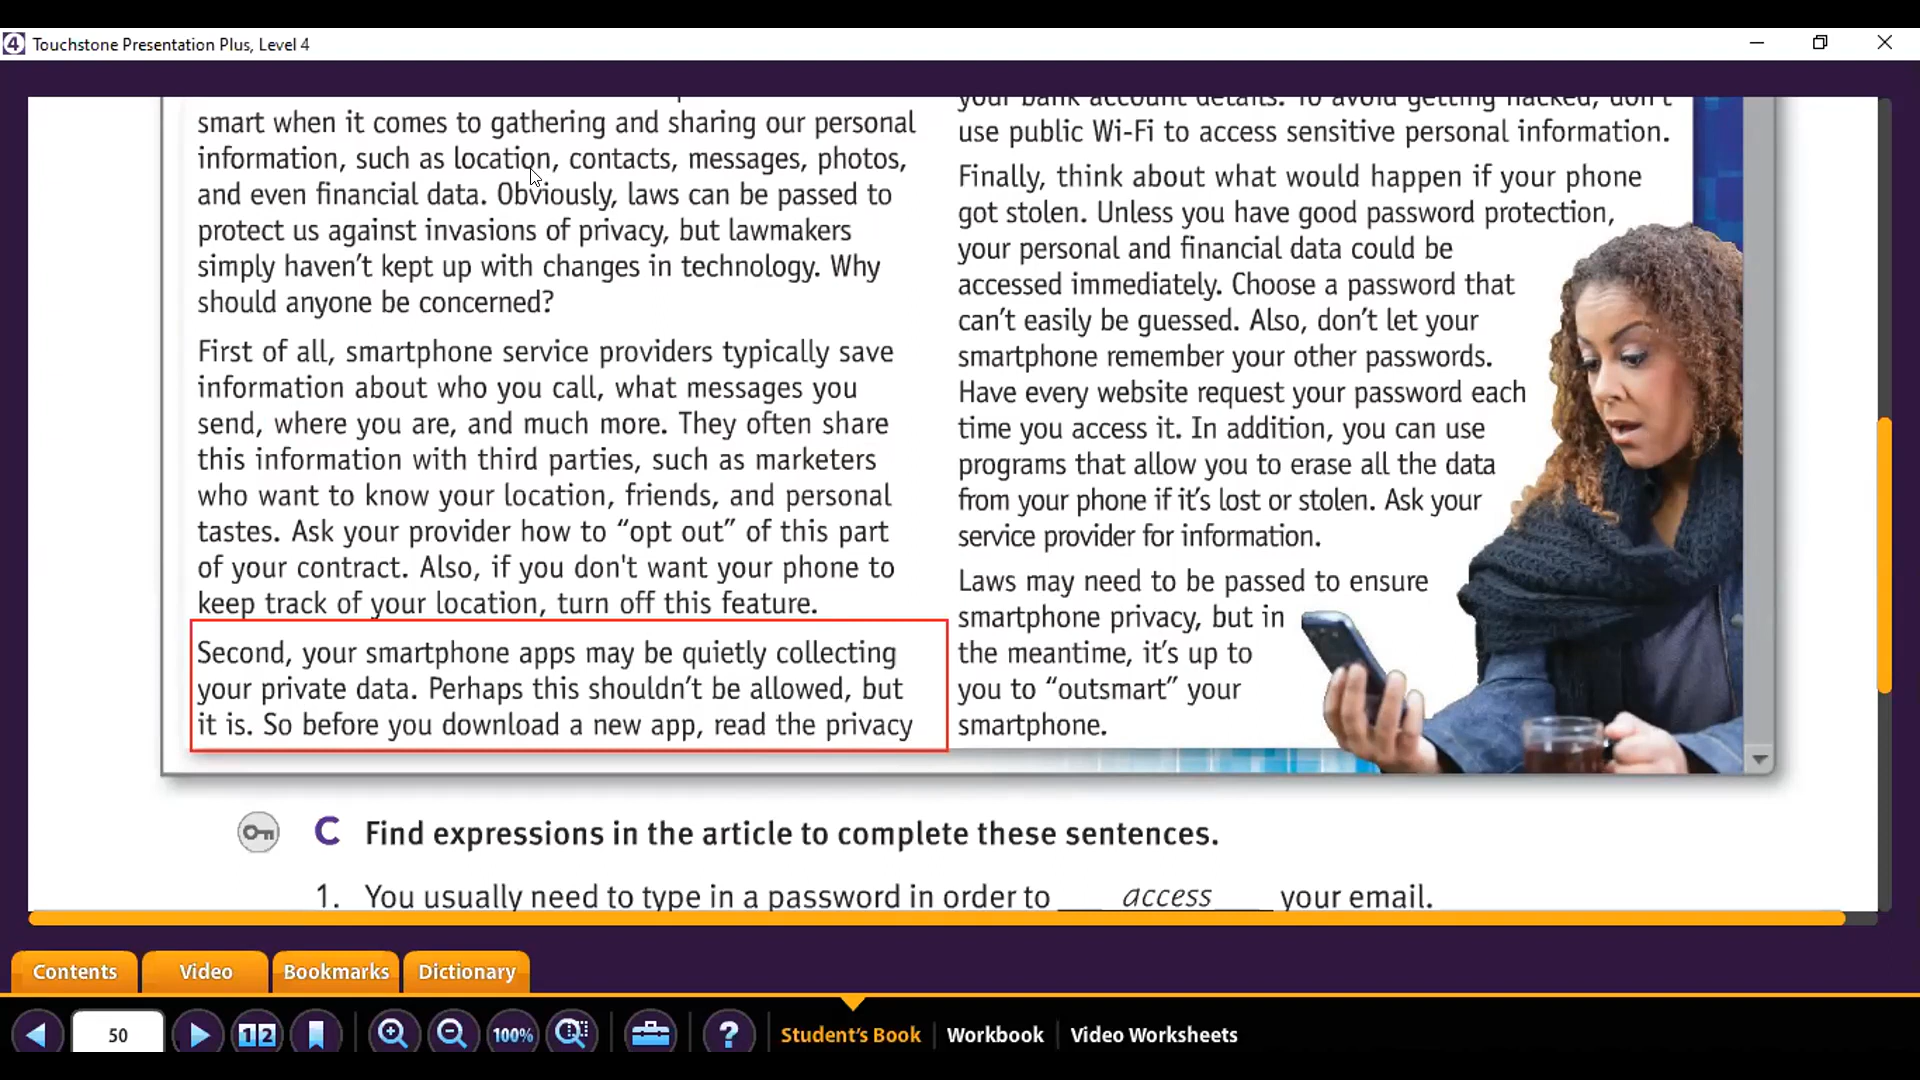 Touchstone Presentation Plus, Level 4
smart when it comes to gathering and sharing our personal
information, such as location, contacts, messages, photos,
and even financial data. Obviously, laws can be passed to
protect us against invasions of privacy, but lawmakers
simply haven’t kept up with changes in technology. Why
should anyone be concerned?
First of all, smartphone service providers typically save
information about who you call, what messages you
send, where you are, and much more. They often share
this information with third parties, such as marketers
who want to know your location, friends, and personal
tastes. Ask your provider how to “opt out” of this part
of your contract. Also, if you don't want your phone to
keep track of your location, turn off this feature.
Second, your smartphone apps may be quietly collecting
your private data. Perhaps this shouldn’t be allowed, but
it is. So before you download a new app, read the privacy
your bank account details. To avoid getting hacked, don’t
use public Wi-Fi to access sensitive personal information.
Finally, think about what would happen if your phone
got stolen. Unless you have good password protection,
your personal and financial data could be
accessed immediately. Choose a password that
can’t easily be guessed. Also, don’t let your
smartphone remember your other passwords.
Have every website request your password each
time you access it. In addition, you can use
programs that allow you to erase all the data
from your phone if it’s lost or stolen. Ask your
service provider for information.
Laws may need to be passed to ensure
smartphone privacy, but in
the meantime, it’s up to
you to “outsmart” your
smartphone.
C Find expressions in the article to complete these sentences.
1. You usually need to type in a password in order to access your email.
Contents Video Bookmarks Dictionary
50 1 2 100% ? Student’s Book Workbook Video Worksheets